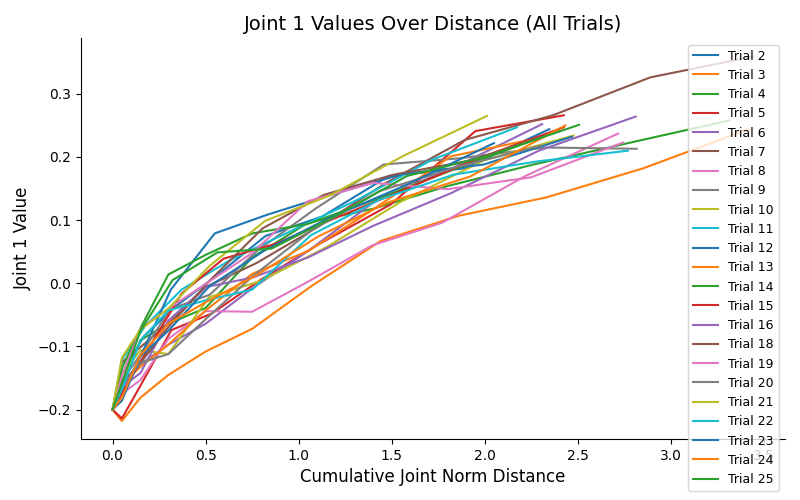 Joint 1 Values Over Distance (All Trials)
Joint 1 Value
0.3
0.2
0.1
0.0
−0.1
−0.2
0.0 0.5 1.0 1.5 2.0 2.5 3.0 3.5
Cumulative Joint Norm Distance
Trial 2
Trial 3
Trial 4
Trial 5
Trial 6
Trial 7
Trial 8
Trial 9
Trial 10
Trial 11
Trial 12
Trial 13
Trial 14
Trial 15
Trial 16
Trial 18
Trial 19
Trial 20
Trial 21
Trial 22
Trial 23
Trial 24
Trial 25